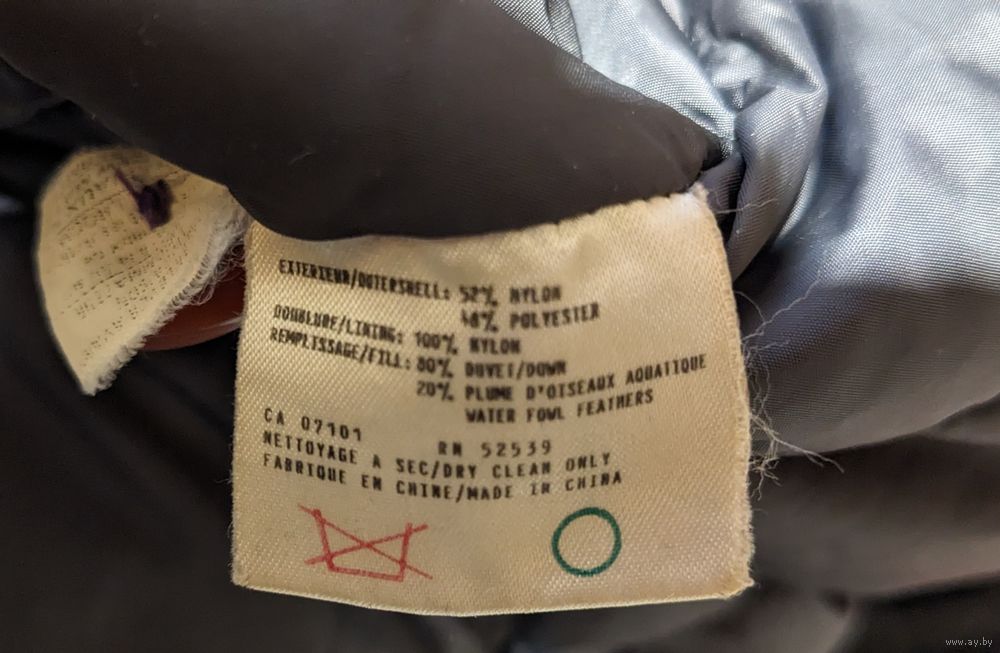 EXTERIEUR/OUTERSHELL: 52% NYLON
48% POLYESTER
DOUBLURE/LINING: 100% NYLON
REMPLISSAGE/FILL: 80% DUVET/DOWN
20% PLUME D'OISEAUX AQUATIQUE
WATER FOWL FEATHERS
CA 07101 RN 52539
NETTOYAGE A SEC/DRY CLEAN ONLY
FABRIQUE EN CHINE/MADE IN CHINA
www.ay.by